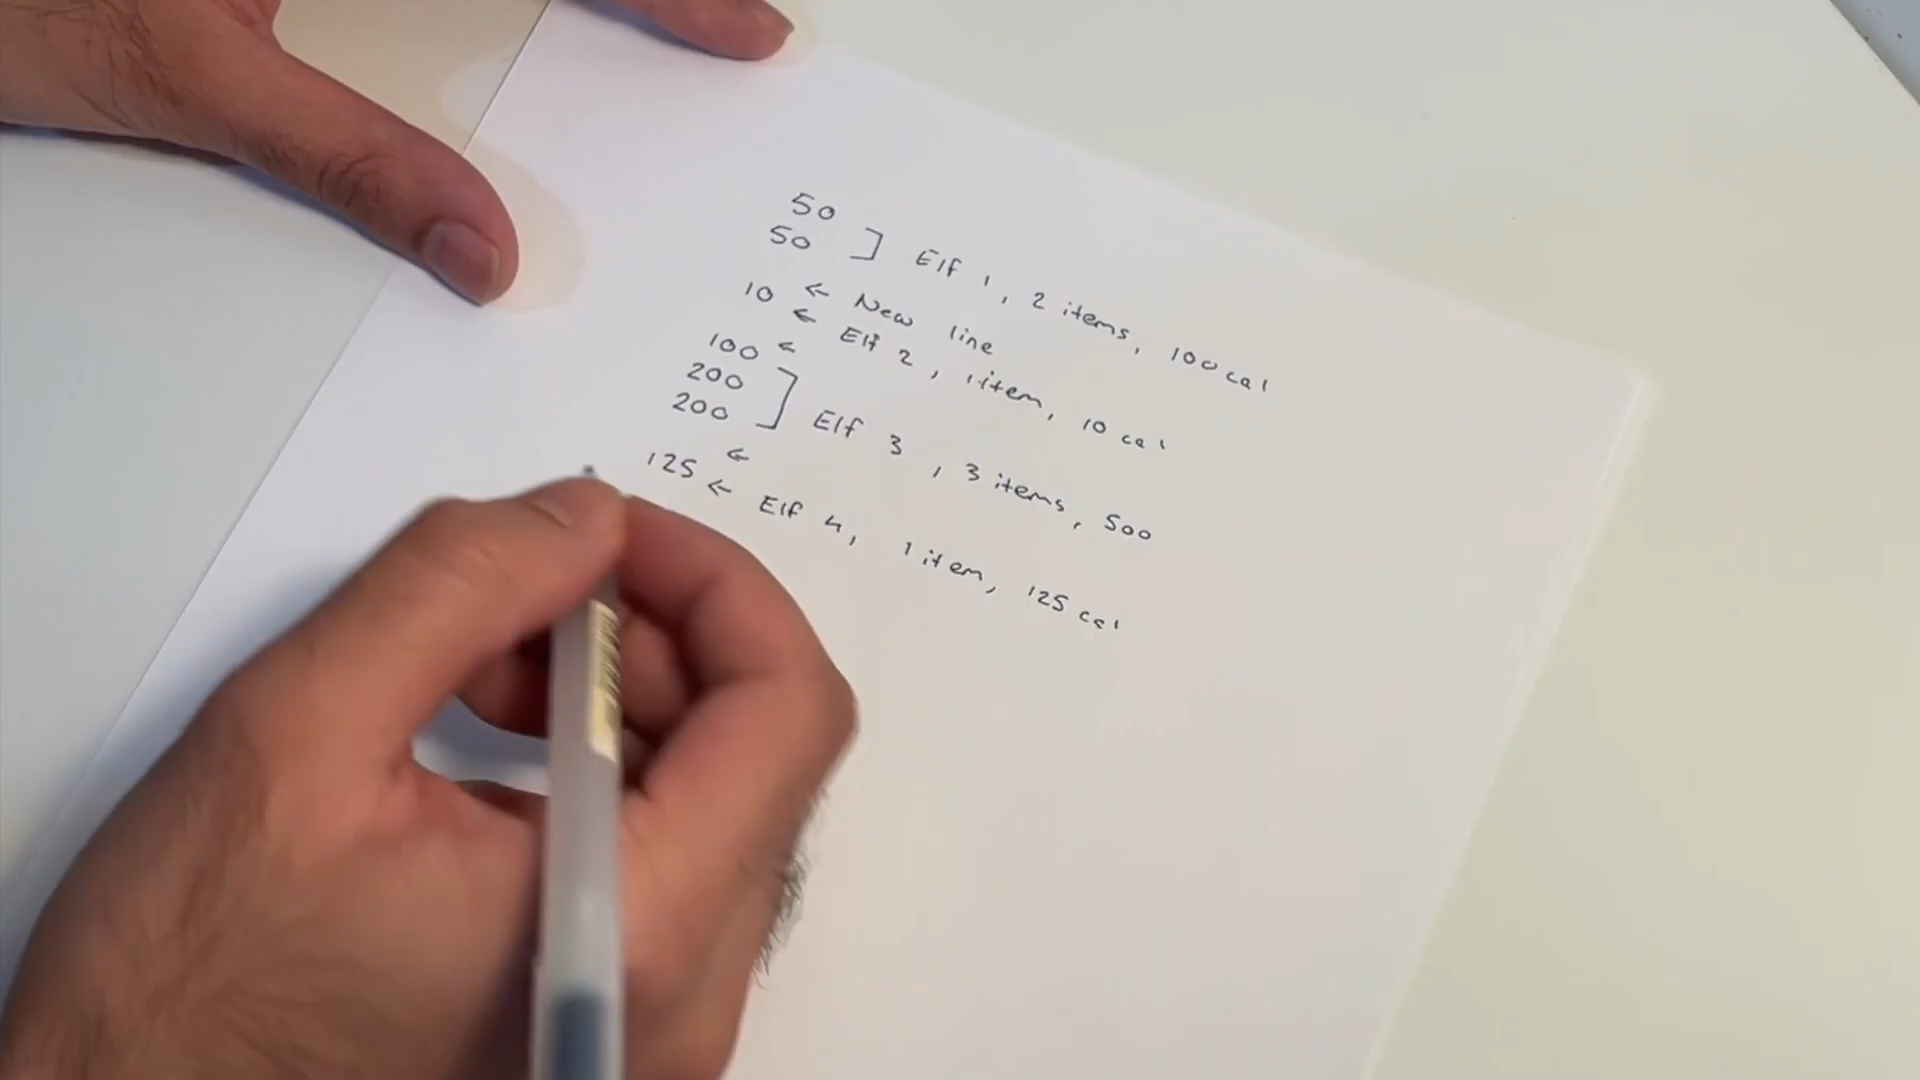 50
50 ] Elf 1, 2 items, 100 cal
← New line
10 ← Elf 2, 1 item, 10 cal
←
100
200 ] Elf 3, 3 items, 500
200
←
125 ← Elf 4, 1 item, 125 cal